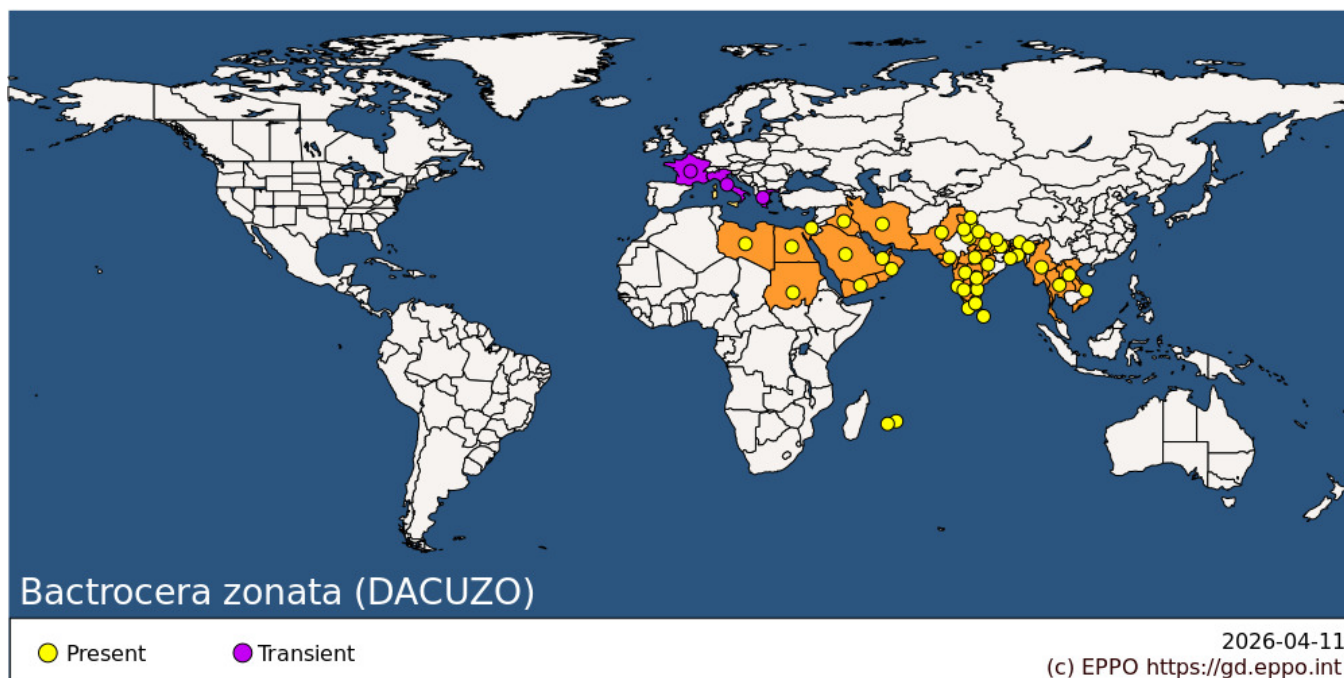 Bactrocera zonata (DACUZO)
Present
Transient
2026-04-11
(c) EPPO https://gd.eppo.int